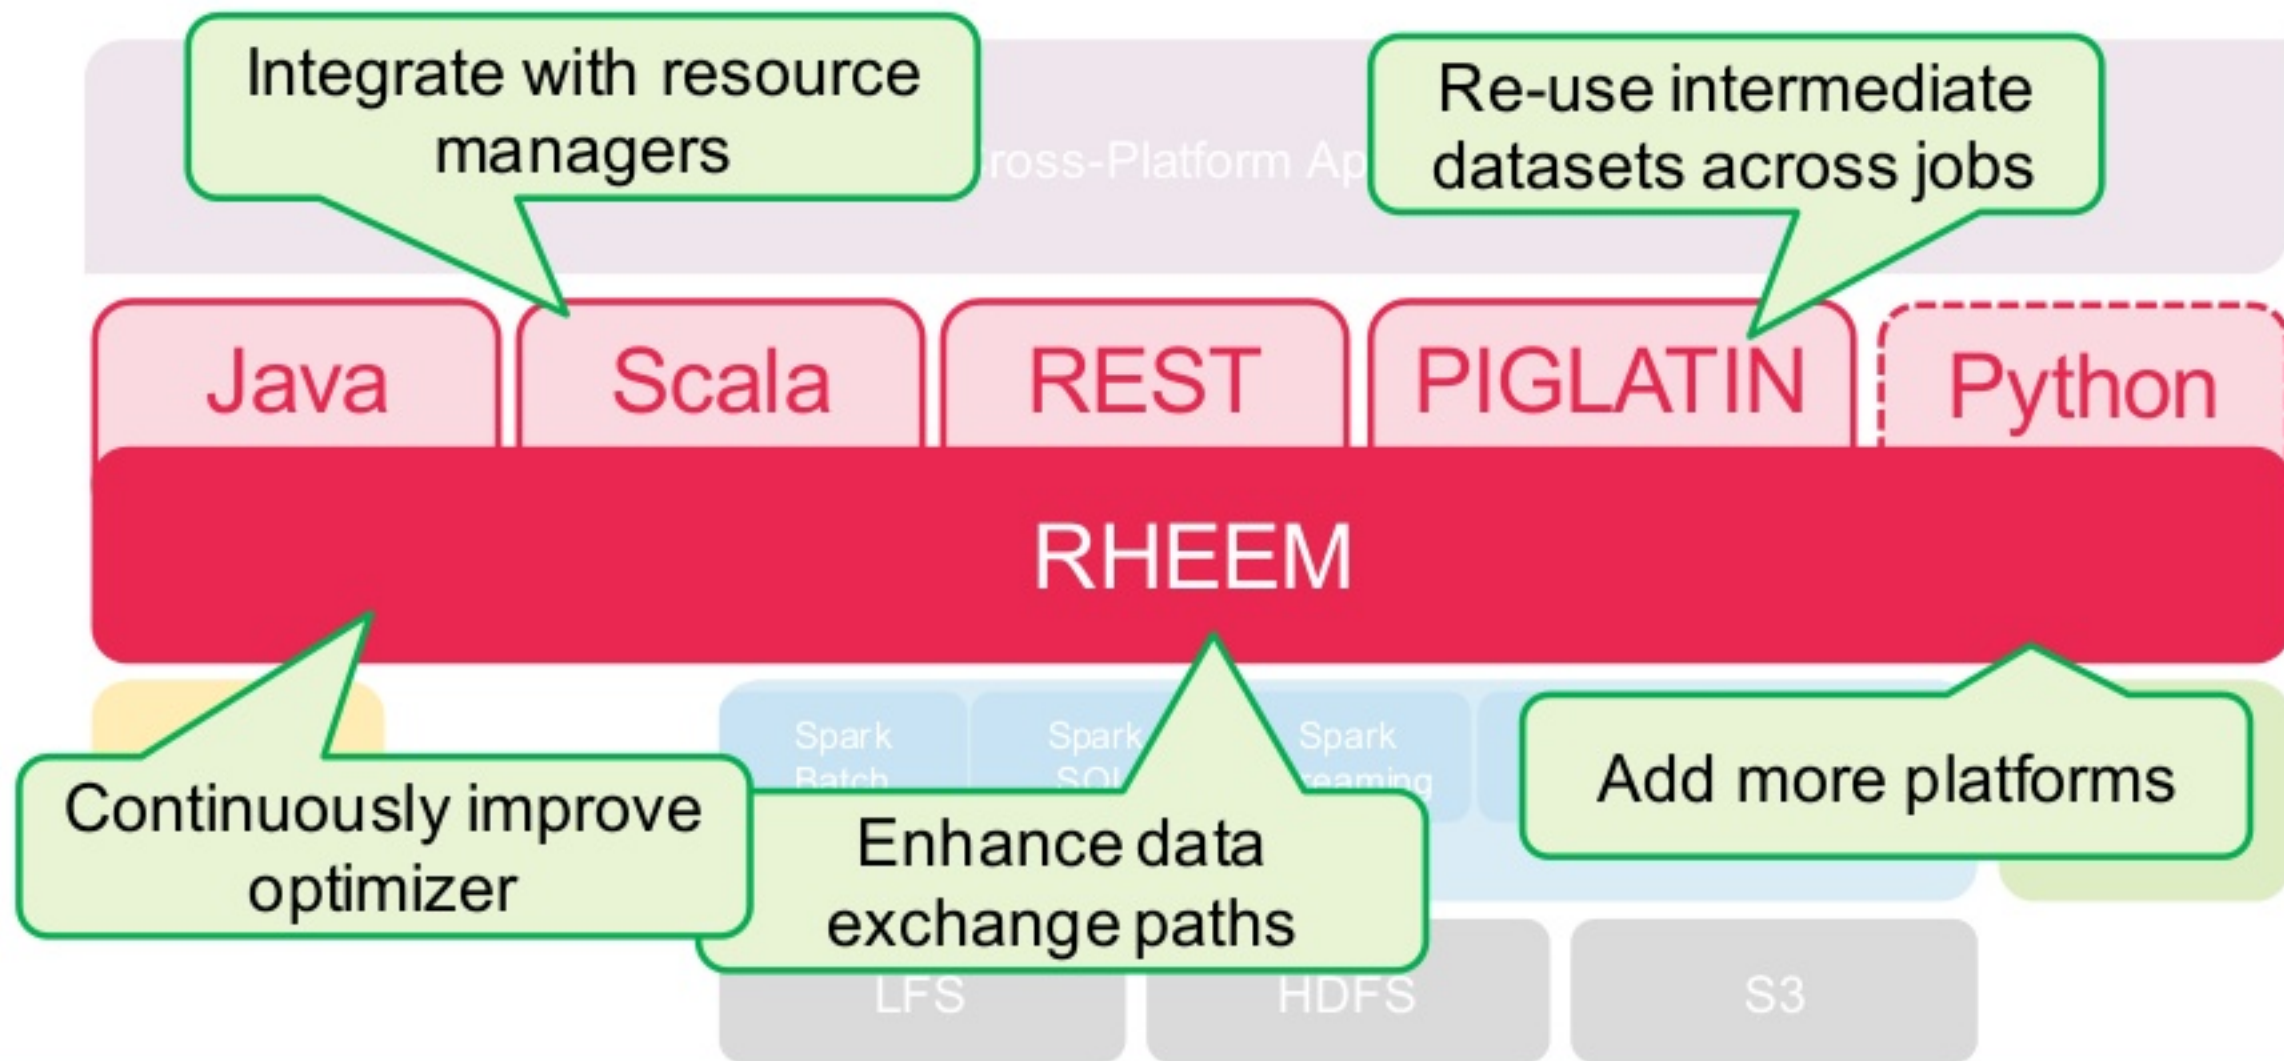 Integrate with resource
managers
Re-use intermediate
datasets across jobs
Java
Scala
REST
PIGLATIN
Python
RHEEM
Spark
Batch
Spark
Spark
Continuously improve
optimizer
Enhance data
exchange paths
Add more platforms
LFS
HDFS
S3